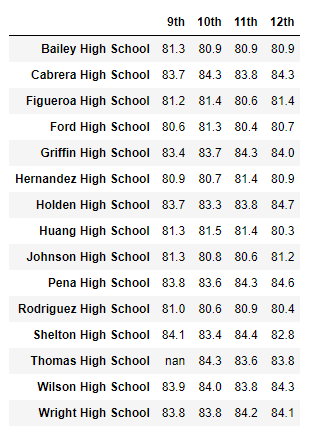 9th 10th 11th 12th
Bailey High School 81.3 80.9 80.9 80.9
Cabrera High School 83.7 84.3 83.8 84.3
Figueroa High School 81.2 81.4 80.6 81.4
Ford High School 80.6 81.3 80.4 80.7
Griffin High School 83.4 83.7 84.3 84.0
Hernandez High School 80.9 80.7 81.4 80.9
Holden High School 83.7 83.3 83.8 84.7
Huang High School 81.3 81.5 81.4 80.3
Johnson High School 81.3 80.8 80.6 81.2
Pena High School 83.8 83.6 84.3 84.6
Rodriguez High School 81.0 80.6 80.9 80.4
Shelton High School 84.1 83.4 84.4 82.8
Thomas High School nan 84.3 83.6 83.8
Wilson High School 83.9 84.0 83.8 84.3
Wright High School 83.8 83.8 84.2 84.1